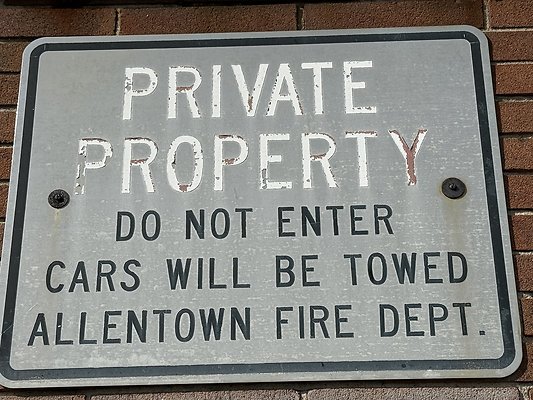 PRIVATE
PROPERTY
DO NOT ENTER
CARS WILL BE TOWED
ALLENTOWN FIRE DEPT.